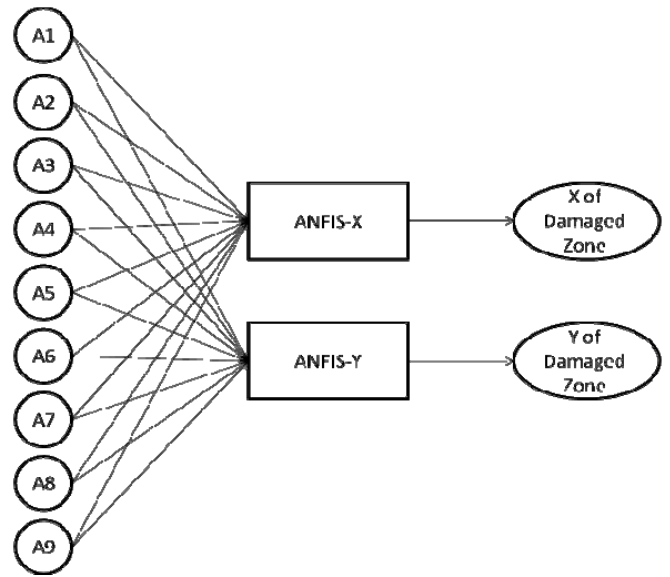 A1
A2
A3
A4
A5
A6
A7
A8
A9
ANFIS-X
ANFIS-Y
X of
Damaged
Zone
Y of
Damaged
Zone